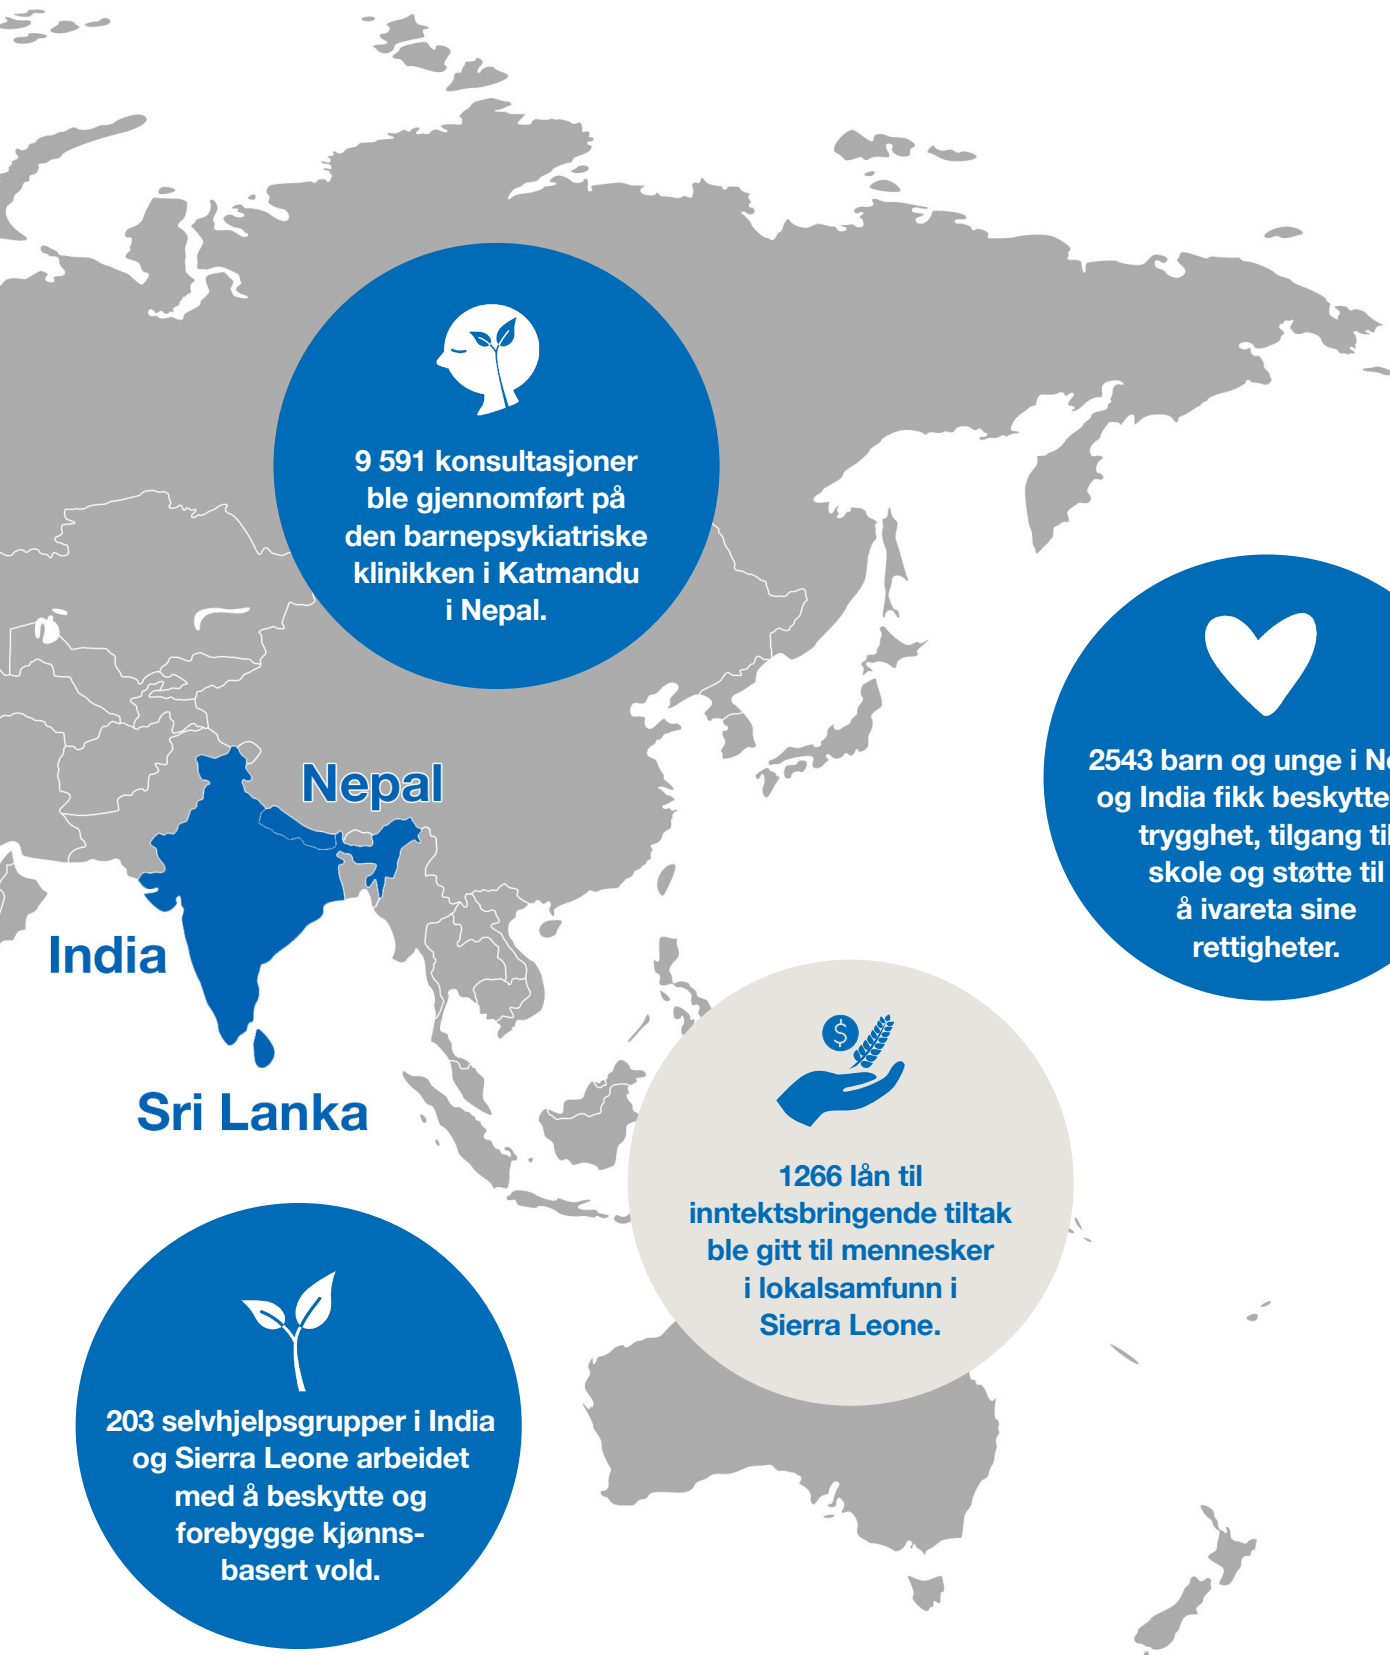 9 591 konsultasjoner
ble gjennomført på
den barnepsykiatriske
klinikken i Katmandu
i Nepal.
2543 barn og unge i
og India fikk
trygghet, tilgang til
skole og støtte til
å ivareta sine
rettigheter.
Nepal
India
Sri Lanka
$
1266 lån til
inntektsbringende tiltak
ble gitt til mennesker
i lokalsamfunn i
Sierra Leone.
203 selvhjelpsgrupper i India
og Sierra Leone arbeidet
med å beskytte og
forebygge kjønns-
basert vold.